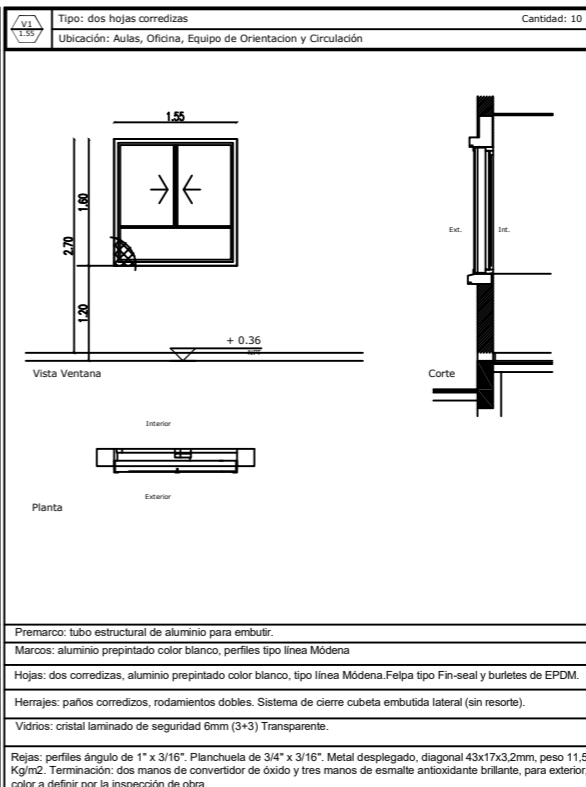 V1
1.55
Tipo: dos hojas corredizas
Cantidad: 10
Ubicación: Aulas, Oficina, Equipo de Orientacion y Circulación
1.55
1.60
2.70
1.20
+ 0.36
NPT
Vista Ventana
Ext.
Int.
Corte
Interior
Exterior
Planta
Premarco: tubo estructural de aluminio para embutir.
Marcos: aluminio prepintado color blanco, perfiles tipo línea Módena
Hojas: dos corredizas, aluminio prepintado color blanco, tipo línea Módena.Felpa tipo Fin-seal y burletes de EPDM.
Herrajes: paños corredizos, rodamientos dobles. Sistema de cierre cubeta embutida lateral (sin resorte).
Vidrios: cristal laminado de seguridad 6mm (3+3) Transparente.
Rejas: perfiles ángulo de 1" x 3/16". Planchuela de 3/4" x 3/16". Metal desplegado, diagonal 43x17x3,2mm, peso 11,5
Kg/m2. Terminación: dos manos de convertidor de óxido y tres manos de esmalte antioxidante brillante, para exterior,
color a definir por la inspección de obra